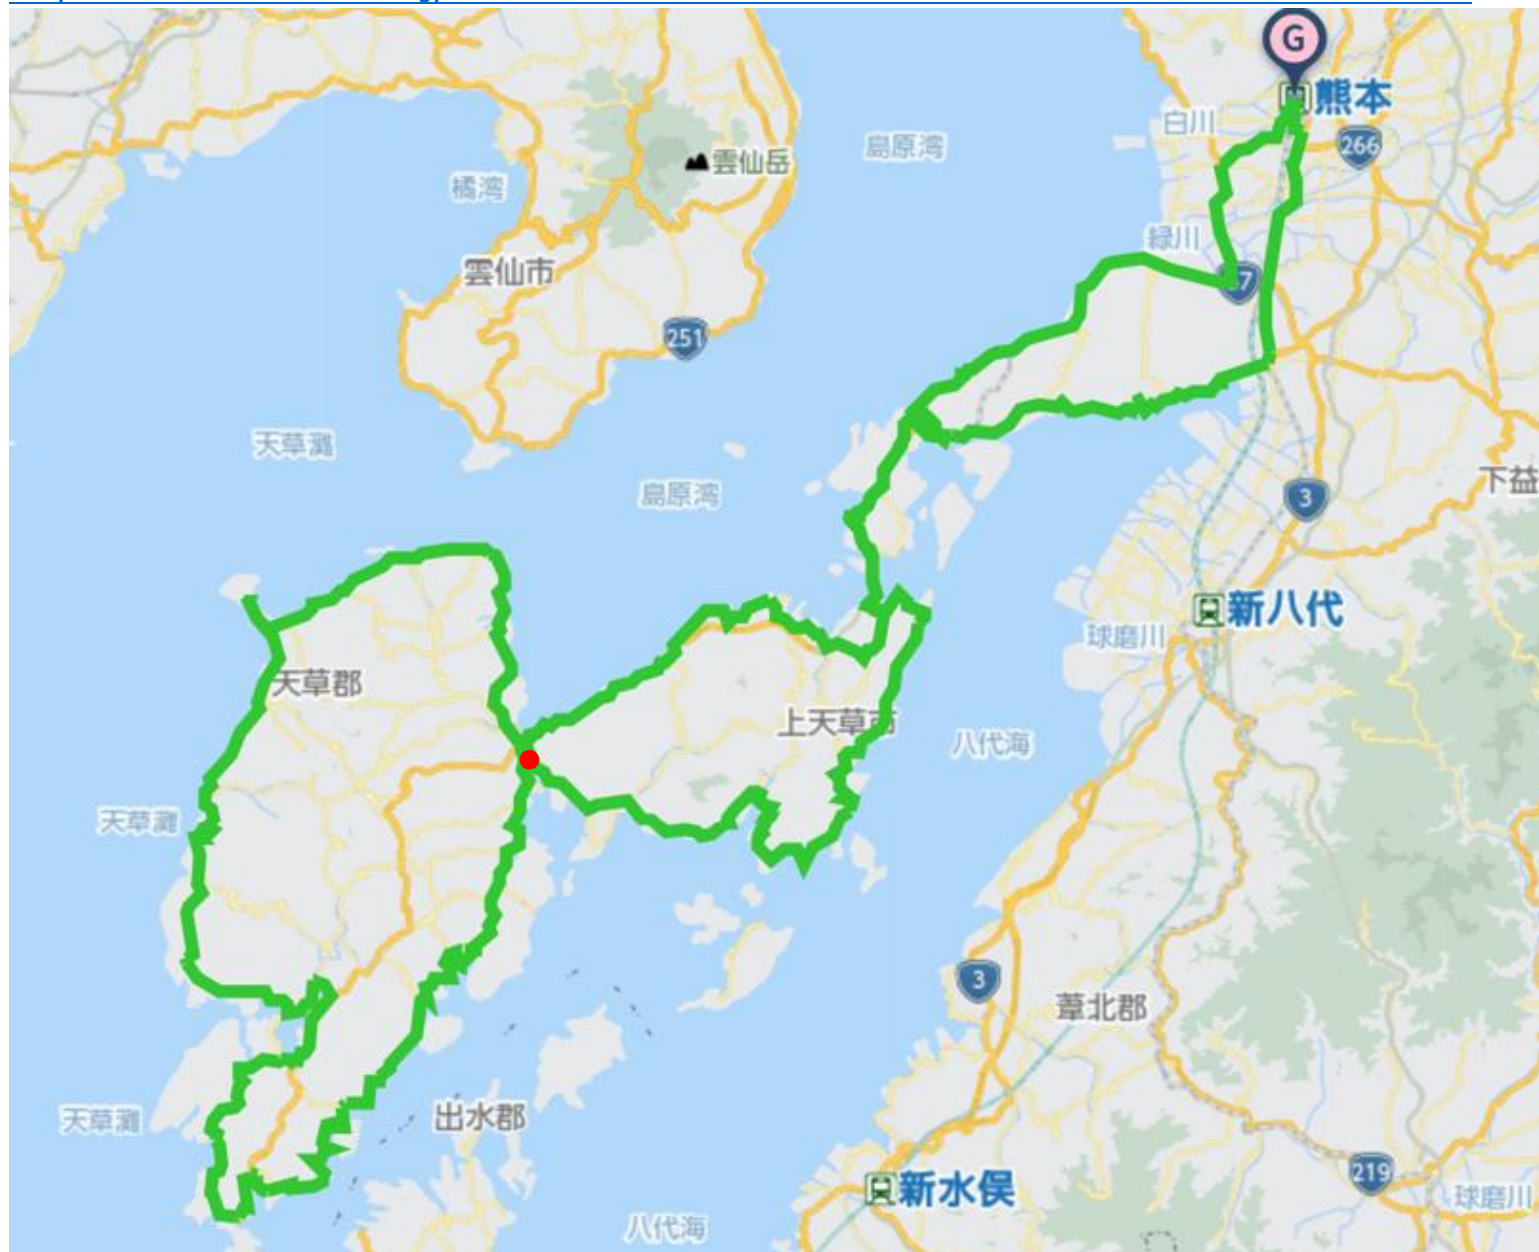 G
熊本
白川
266
島原湾
雲仙岳
橘湾
緑川
雲仙市
7
251
天草灘
島原湾
下益
3
新八代
球磨川
天草郡
上天草市
八代海
天草灘
3
葦北郡
天草灘
出水郡
219
新水俣
球磨川
八代海